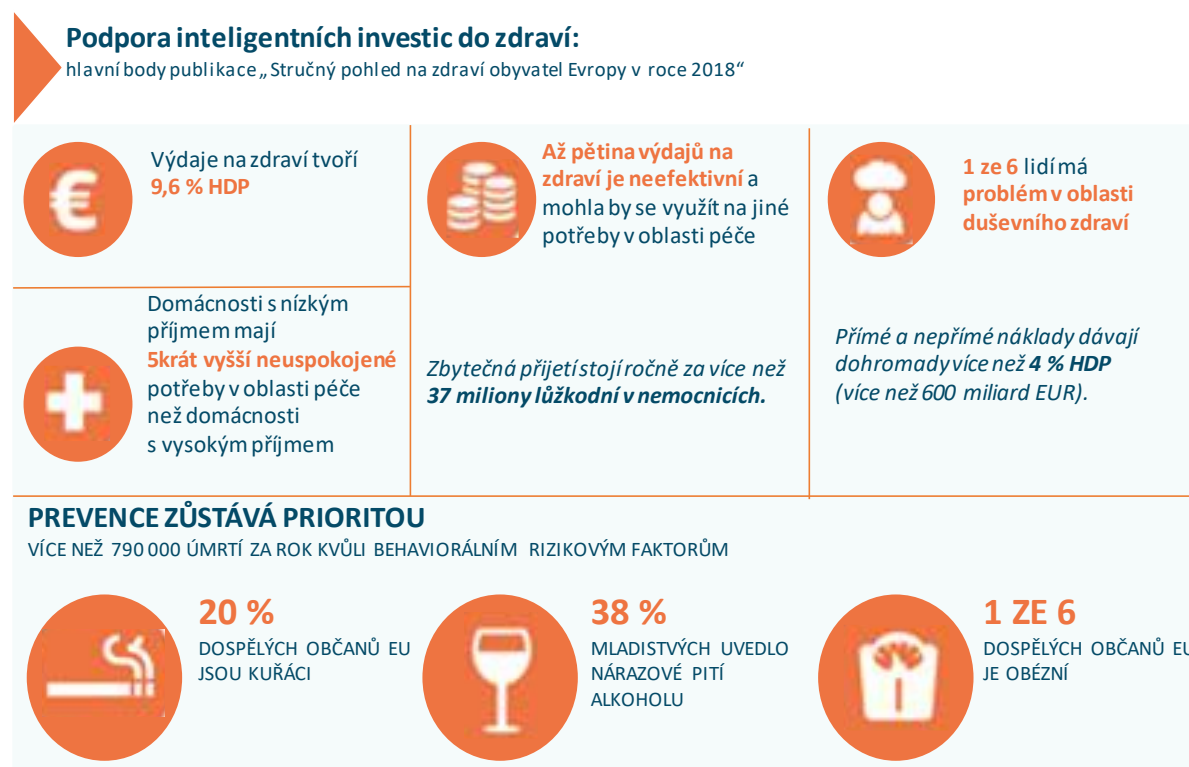 Podpora inteligentních investic do zdraví:
hlavní body publikace „Stručný pohled na zdraví obyvatel Evropy v roce 2018“
Výdaje na zdraví tvoří
9,6 % HDP
Až pětina výdajů na
zdraví je neefektivní a
mohla by se využít na jiné
potřeby v oblasti péče
1 ze 6 lidí má
problém v oblasti
duševního zdraví
Domácnosti s nízkým
příjmem mají
5krát vyšší neuspokojené
potřeby v oblasti péče
než domácnosti
s vysokým příjmem
Zbytečná přijetí stojí ročně za více než
37 miliony lůžkodní v nemocnicích.
Přímé a nepřímé náklady dávají
dohromady více než 4 % HDP
(více než 600 miliard EUR).
PREVENCE ZŮSTÁVÁ PRIORITOU
VÍCE NEŽ 790 000 ÚMRTÍ ZA ROK KVŮLI BEHAVIORÁLNÍM RIZIKOVÝM FAKTORŮM
20 %
DOSPĚLÝCH OBČANŮ EU
JSOU KUŘÁCI
38 %
MLADISTVÝCH UVEDLO
NÁRAZOVÉ PITÍ
ALKOHOLU
1 ZE 6
DOSPĚLÝCH OBČANŮ EU
JE OBÉZNÍ